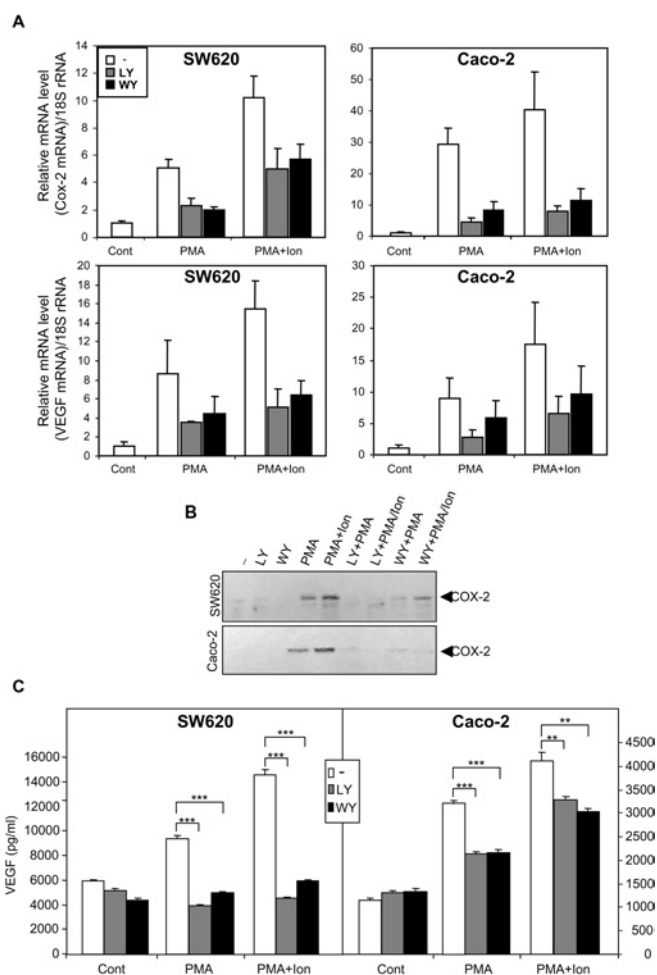 A
SW620
Caco-2
Relative mRNA level
(Cox-2 mRNA)/18S rRNA
14
12
10
8
6
4
2
0
-
LY
WY
Cont PMA PMA+Ion
60
50
40
30
20
10
0
Cont PMA PMA+Ion
SW620
Caco-2
Relative mRNA level
(VEGF mRNA)/18S rRNA
20
18
16
14
12
10
8
6
4
2
0
Cont PMA PMA+Ion
30
25
20
15
10
5
0
Cont PMA PMA+Ion
B
- LY WY PMA PMA+Ion LY+PMA LY+PMA/Ion WY+PMA WY+PMA/Ion
SW620
COX-2
Caco-2
COX-2
C
SW620
Caco-2
VEGF (pg/ml)
16000
14000
12000
10000
8000
6000
4000
2000
0
*** ***
*** ***
-
LY
WY
*** ***
** **
45000
4000
3500
3000
2500
2000
1500
1000
500
0
Cont PMA PMA+Ion
Cont PMA PMA+Ion